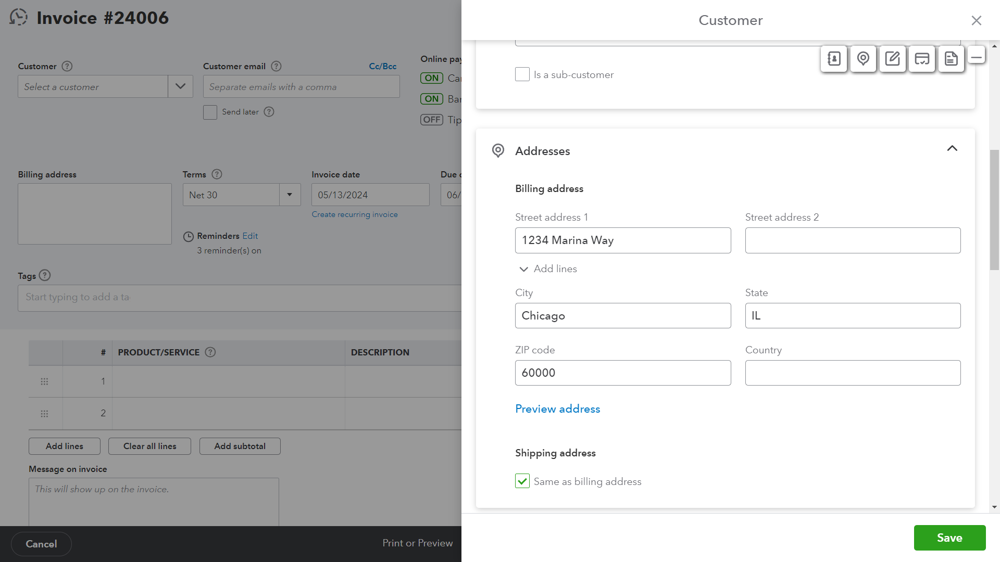 Invoice #24006
Customer
Customer
Customer email
Cc/Bcc
Online pay
Select a customer
Separate emails with a comma
ON
Car
Send later
ON
Bar
OFF
Tip
Is a sub-customer
Billing address
Terms
Invoice date
Due
Net 30
05/13/2024
06/
Create recurring invoice
Reminders Edit
3 reminder(s) on
Tags
Start typing to add a ta
# PRODUCT/SERVICE DESCRIPTION
1
2
Add lines
Clear all lines
Add subtotal
Message on invoice
This will show up on the invoice.
Cancel
Print or Preview
Addresses
Billing address
Street address 1
Street address 2
1234 Marina Way
Add lines
City
State
Chicago
IL
ZIP code
Country
60000
Preview address
Shipping address
Same as billing address
Save